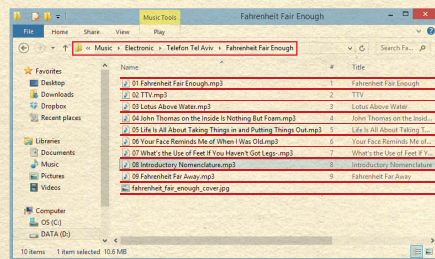 Music Tools
Fahrenheit Fair Enough
File Home Share View Play
« Music Electronic Telefon Tel Aviv Fahrenheit Fair Enough
Search Fa...
Name # Title
Favorites
Desktop
Downloads
Dropbox
Recent places
Libraries
Documents
Music
Pictures
Videos
Computer
OS (C:)
DATA (D:)
01 Fahrenheit Fair Enough.mp3 1 Fahrenheit Fair Enough
02 TTV.mp3 2 TTV
03 Lotus Above Water.mp3 3 Lotus Above Water
04 John Thomas on the Inside Is Nothing But Foam.mp3 4 John Thomas on the Insid...
05 Life Is All About Taking Things in and Putting Things Out.mp3 5 Life Is All About Taking T...
06 Your Face Reminds Me of When I Was Old.mp3 6 Your Face Reminds Me of...
07 What's the Use of Feet If You Haven't Got Legs-.mp3 7 What's the Use of Feet If Y...
08 Introductory Nomenclature.mp3 8 Introductory Nomenclature
09 Fahrenheit Far Away.mp3 9 Fahrenheit Far Away
fahrenheit_fair_enough_cover.jpg
10 items 1 item selected 10.6 MB